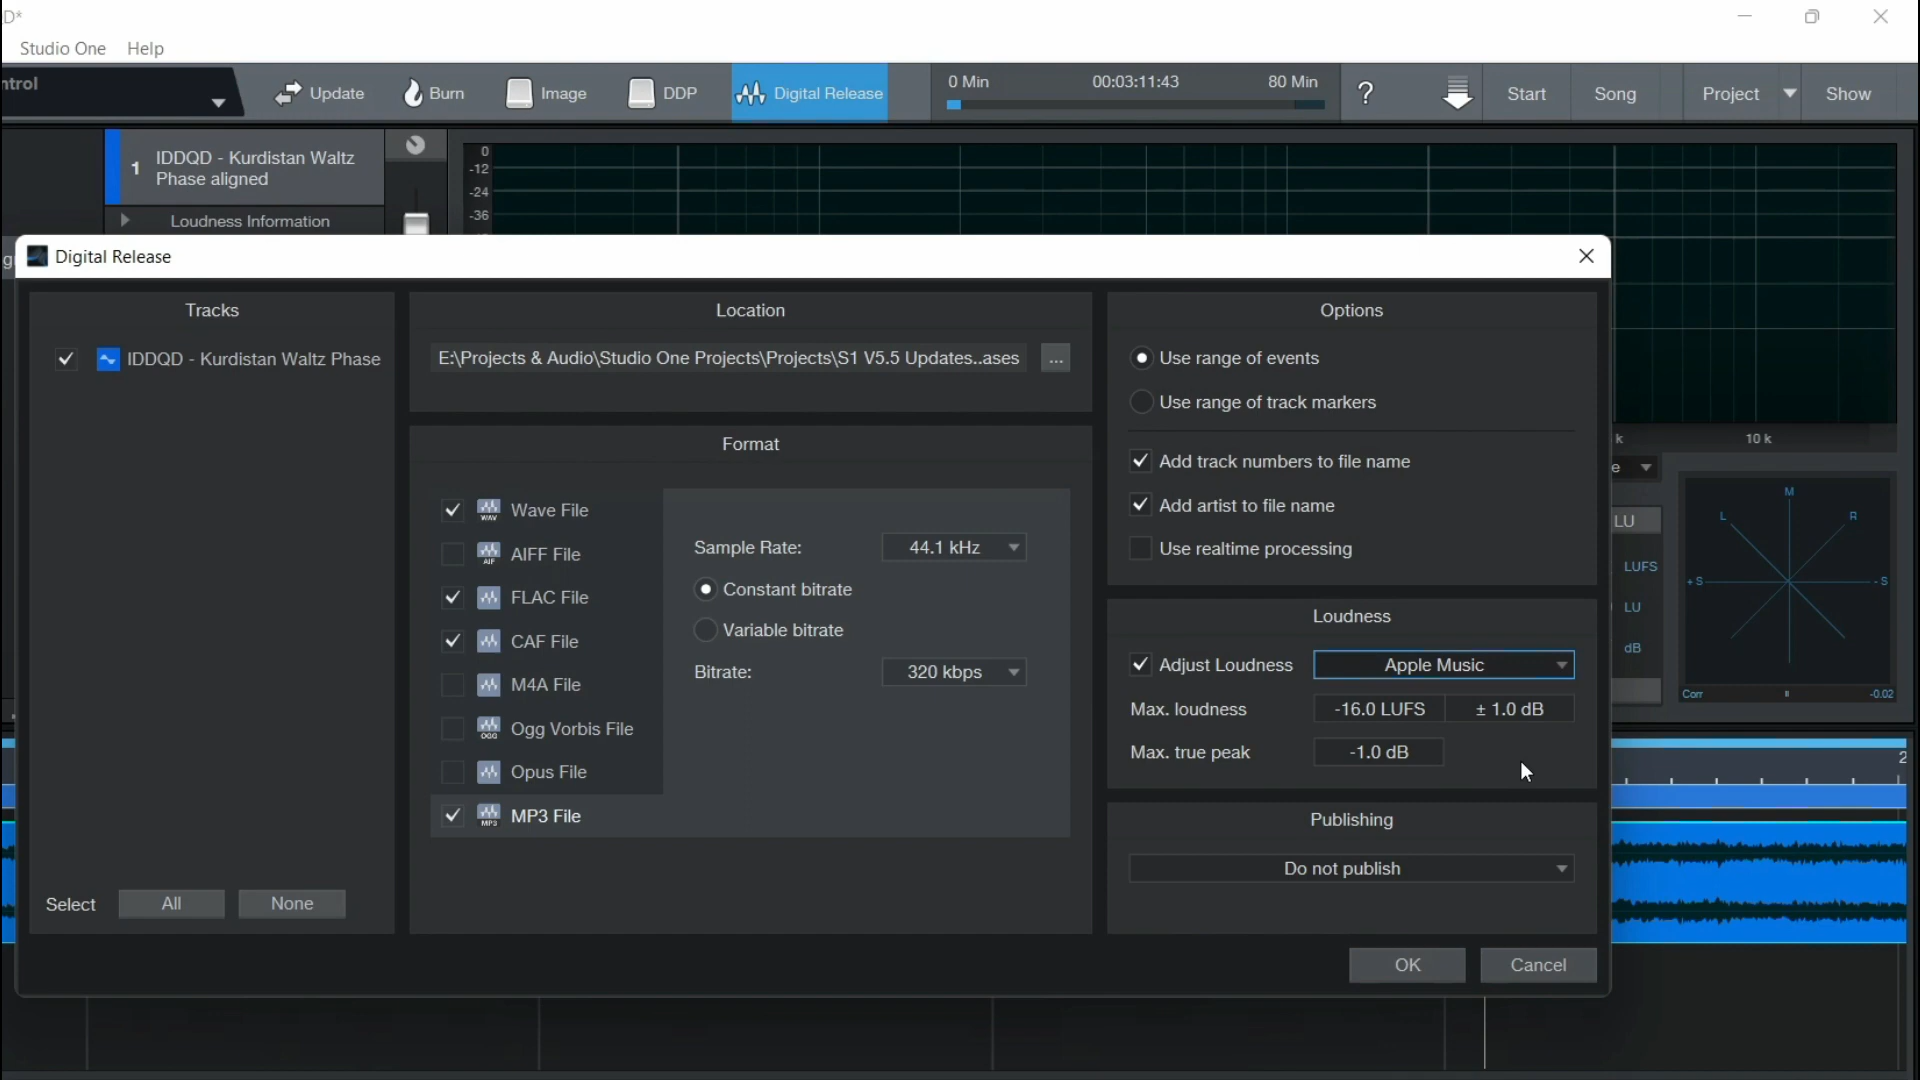 D*
Studio One Help
ntrol
Update Burn Image DDP Digital Release
0 Min 00:03:11:43 80 Min
? Start Song Project Show
1 IDDQD - Kurdistan Waltz
Phase aligned
Loudness Information
0
-12
-24
-36
g
Digital Release
Tracks
IDDQD - Kurdistan Waltz Phase
Select All None
Location
E:\Projects & Audio\Studio One Projects\Projects\S1 V5.5 Updates..ases ...
Format
WAV Wave File
AIF AIFF File
FLAC File
CAF File
M4A File
OGG Ogg Vorbis File
Opus File
MP3 MP3 File
Sample Rate: 44.1 kHz
Constant bitrate
Variable bitrate
Bitrate: 320 kbps
Options
Use range of events
Use range of track markers
Add track numbers to file name
Add artist to file name
Use realtime processing
Loudness
Adjust Loudness Apple Music
Max. loudness -16.0 LUFS ± 1.0 dB
Max. true peak -1.0 dB
Publishing
Do not publish
OK Cancel
k 10 k
e
LU
LUFS
LU
dB
M
L R
+ S - S
Corr -0.02
2